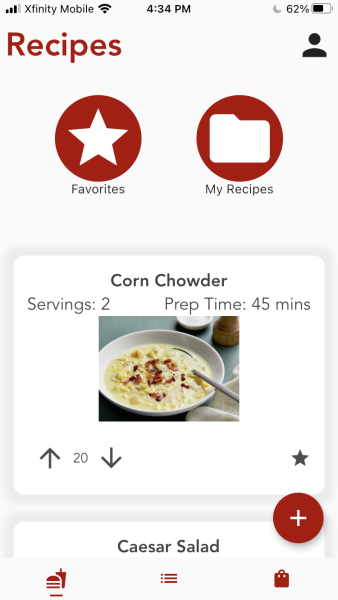 Xfinity Mobile 4:34 PM 62%
Recipes
Favorites My Recipes
Corn Chowder
Servings: 2 Prep Time: 45 mins
20
Caesar Salad